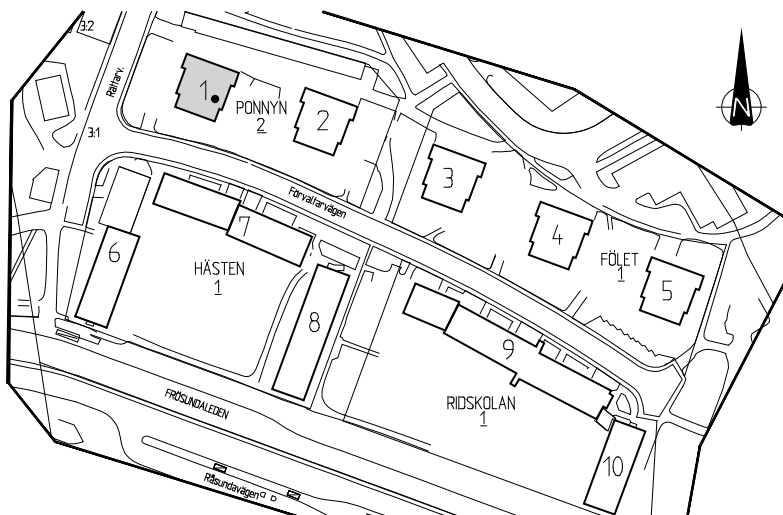 3:2
Rättarv.
1
PONNYN
2
2
N
3:1
3
Förvaltarvägen
4
7
6
HÄSTEN
1
FÖLET
1
5
8
9
FRÖSUNDALEDEN
RIDSKOLAN
1
10
Råsundavägen